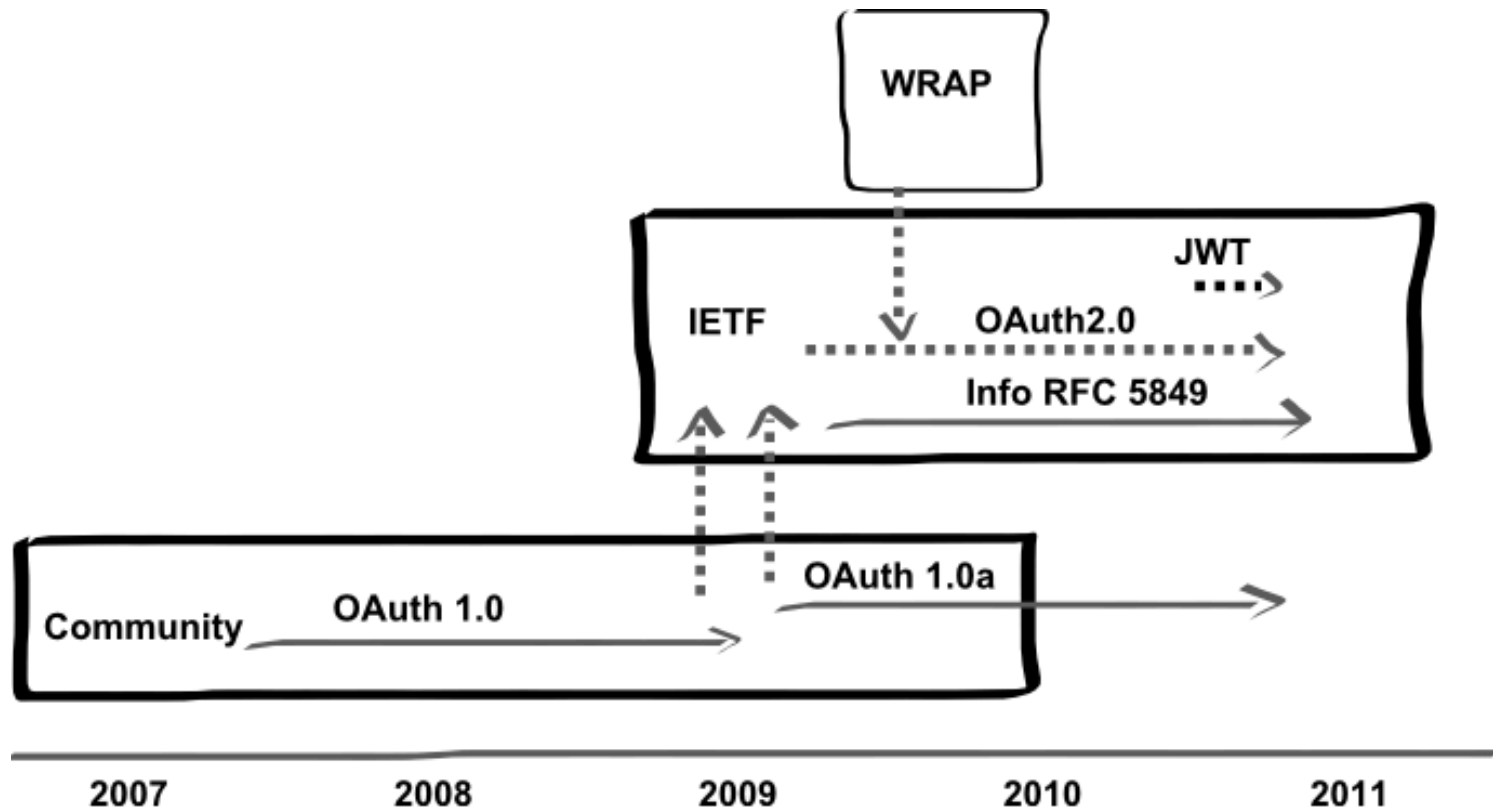 WRAP
JWT
IETF
OAuth2.0
Info RFC 5849
OAuth 1.0a
OAuth 1.0
Community
2007 2008 2009 2010 2011